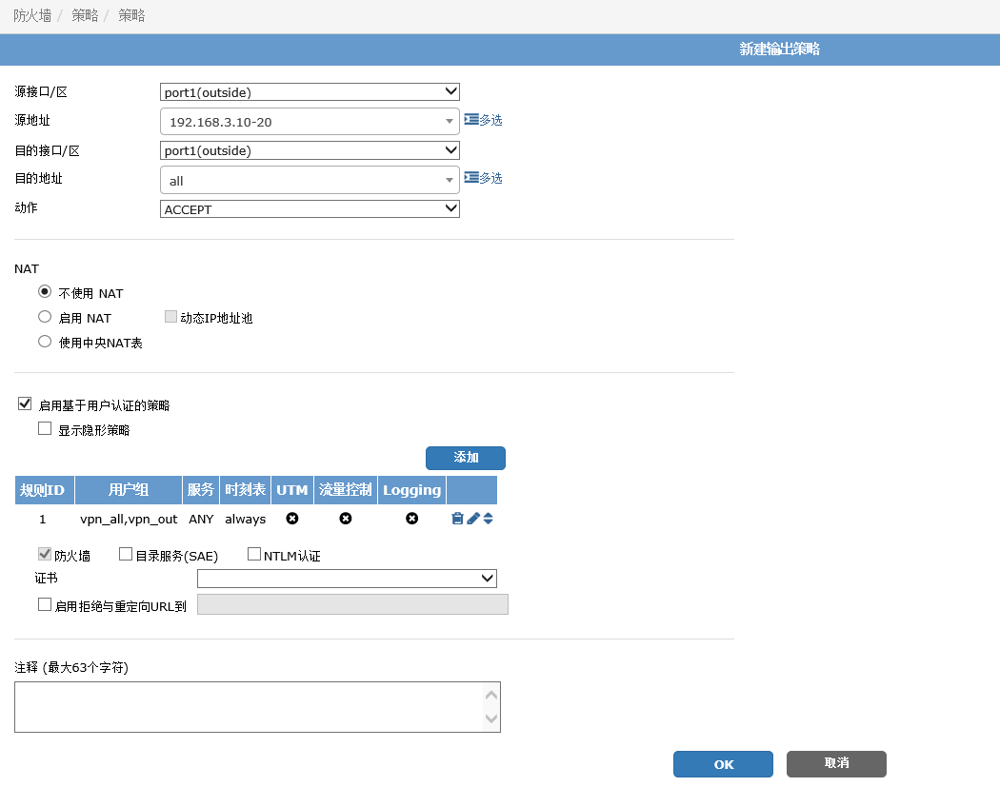 防火墙 / 策略 / 策略
新建输出策略
源接口/区 port1(outside)
源地址 192.168.3.10-20 多选
目的接口/区 port1(outside)
目的地址 all 多选
动作 ACCEPT
NAT
不使用 NAT
启用 NAT 动态IP地址池
使用中央NAT表
启用基于用户认证的策略
显示隐形策略
添加
规则ID 用户组 服务 时刻表 UTM 流量控制 Logging
1 vpn_all,vpn_out ANY always
防火墙 目录服务(SAE) NTLM认证
证书
启用拒绝与重定向URL到
注释 (最大63个字符)
OK 取消